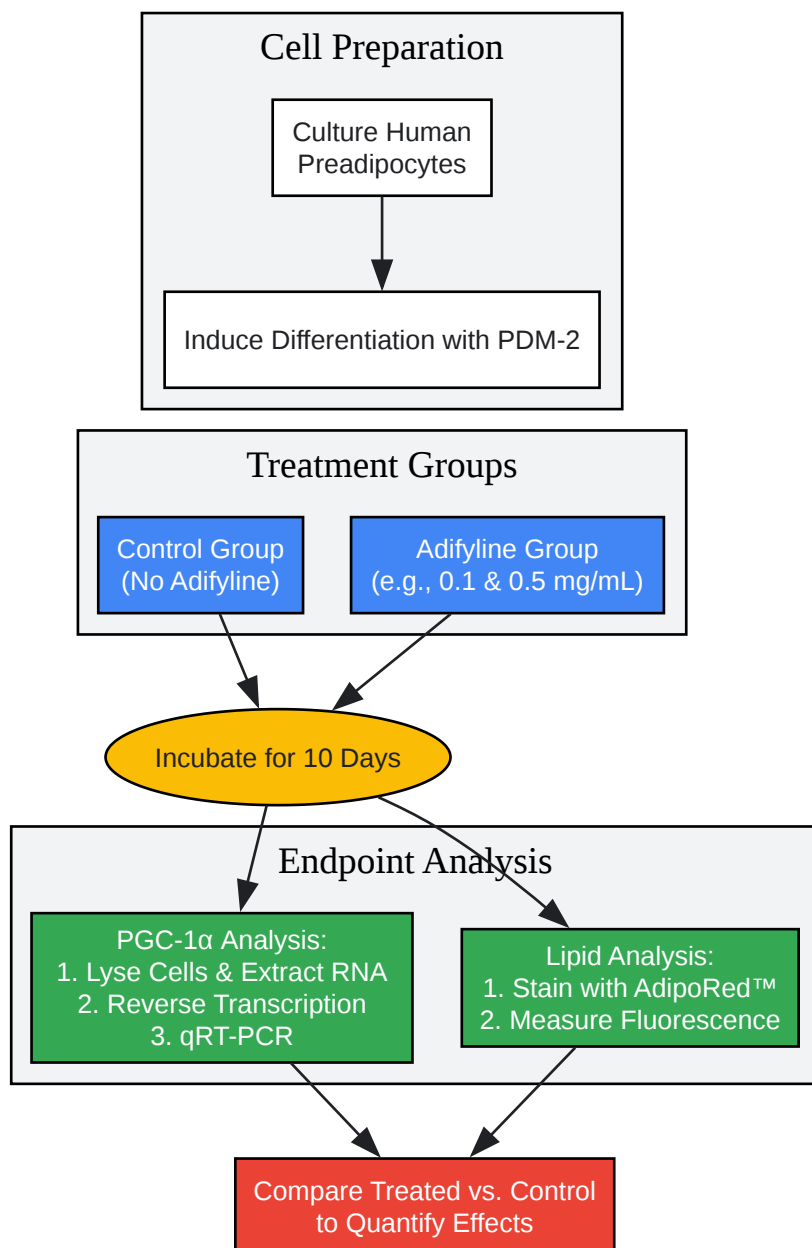 Cell Preparation
Culture Human
Preadipocytes
Induce Differentiation with PDM-2
Treatment Groups
Control Group
(No Adifyline)
Adifyline Group
(e.g., 0.1 & 0.5 mg/mL)
Incubate for 10 Days
Endpoint Analysis
PGC-1α Analysis:
1. Lyse Cells & Extract RNA
2. Reverse Transcription
3. qRT-PCR
Lipid Analysis:
1. Stain with AdipoRed™
2. Measure Fluorescence
Compare Treated vs. Control
to Quantify Effects